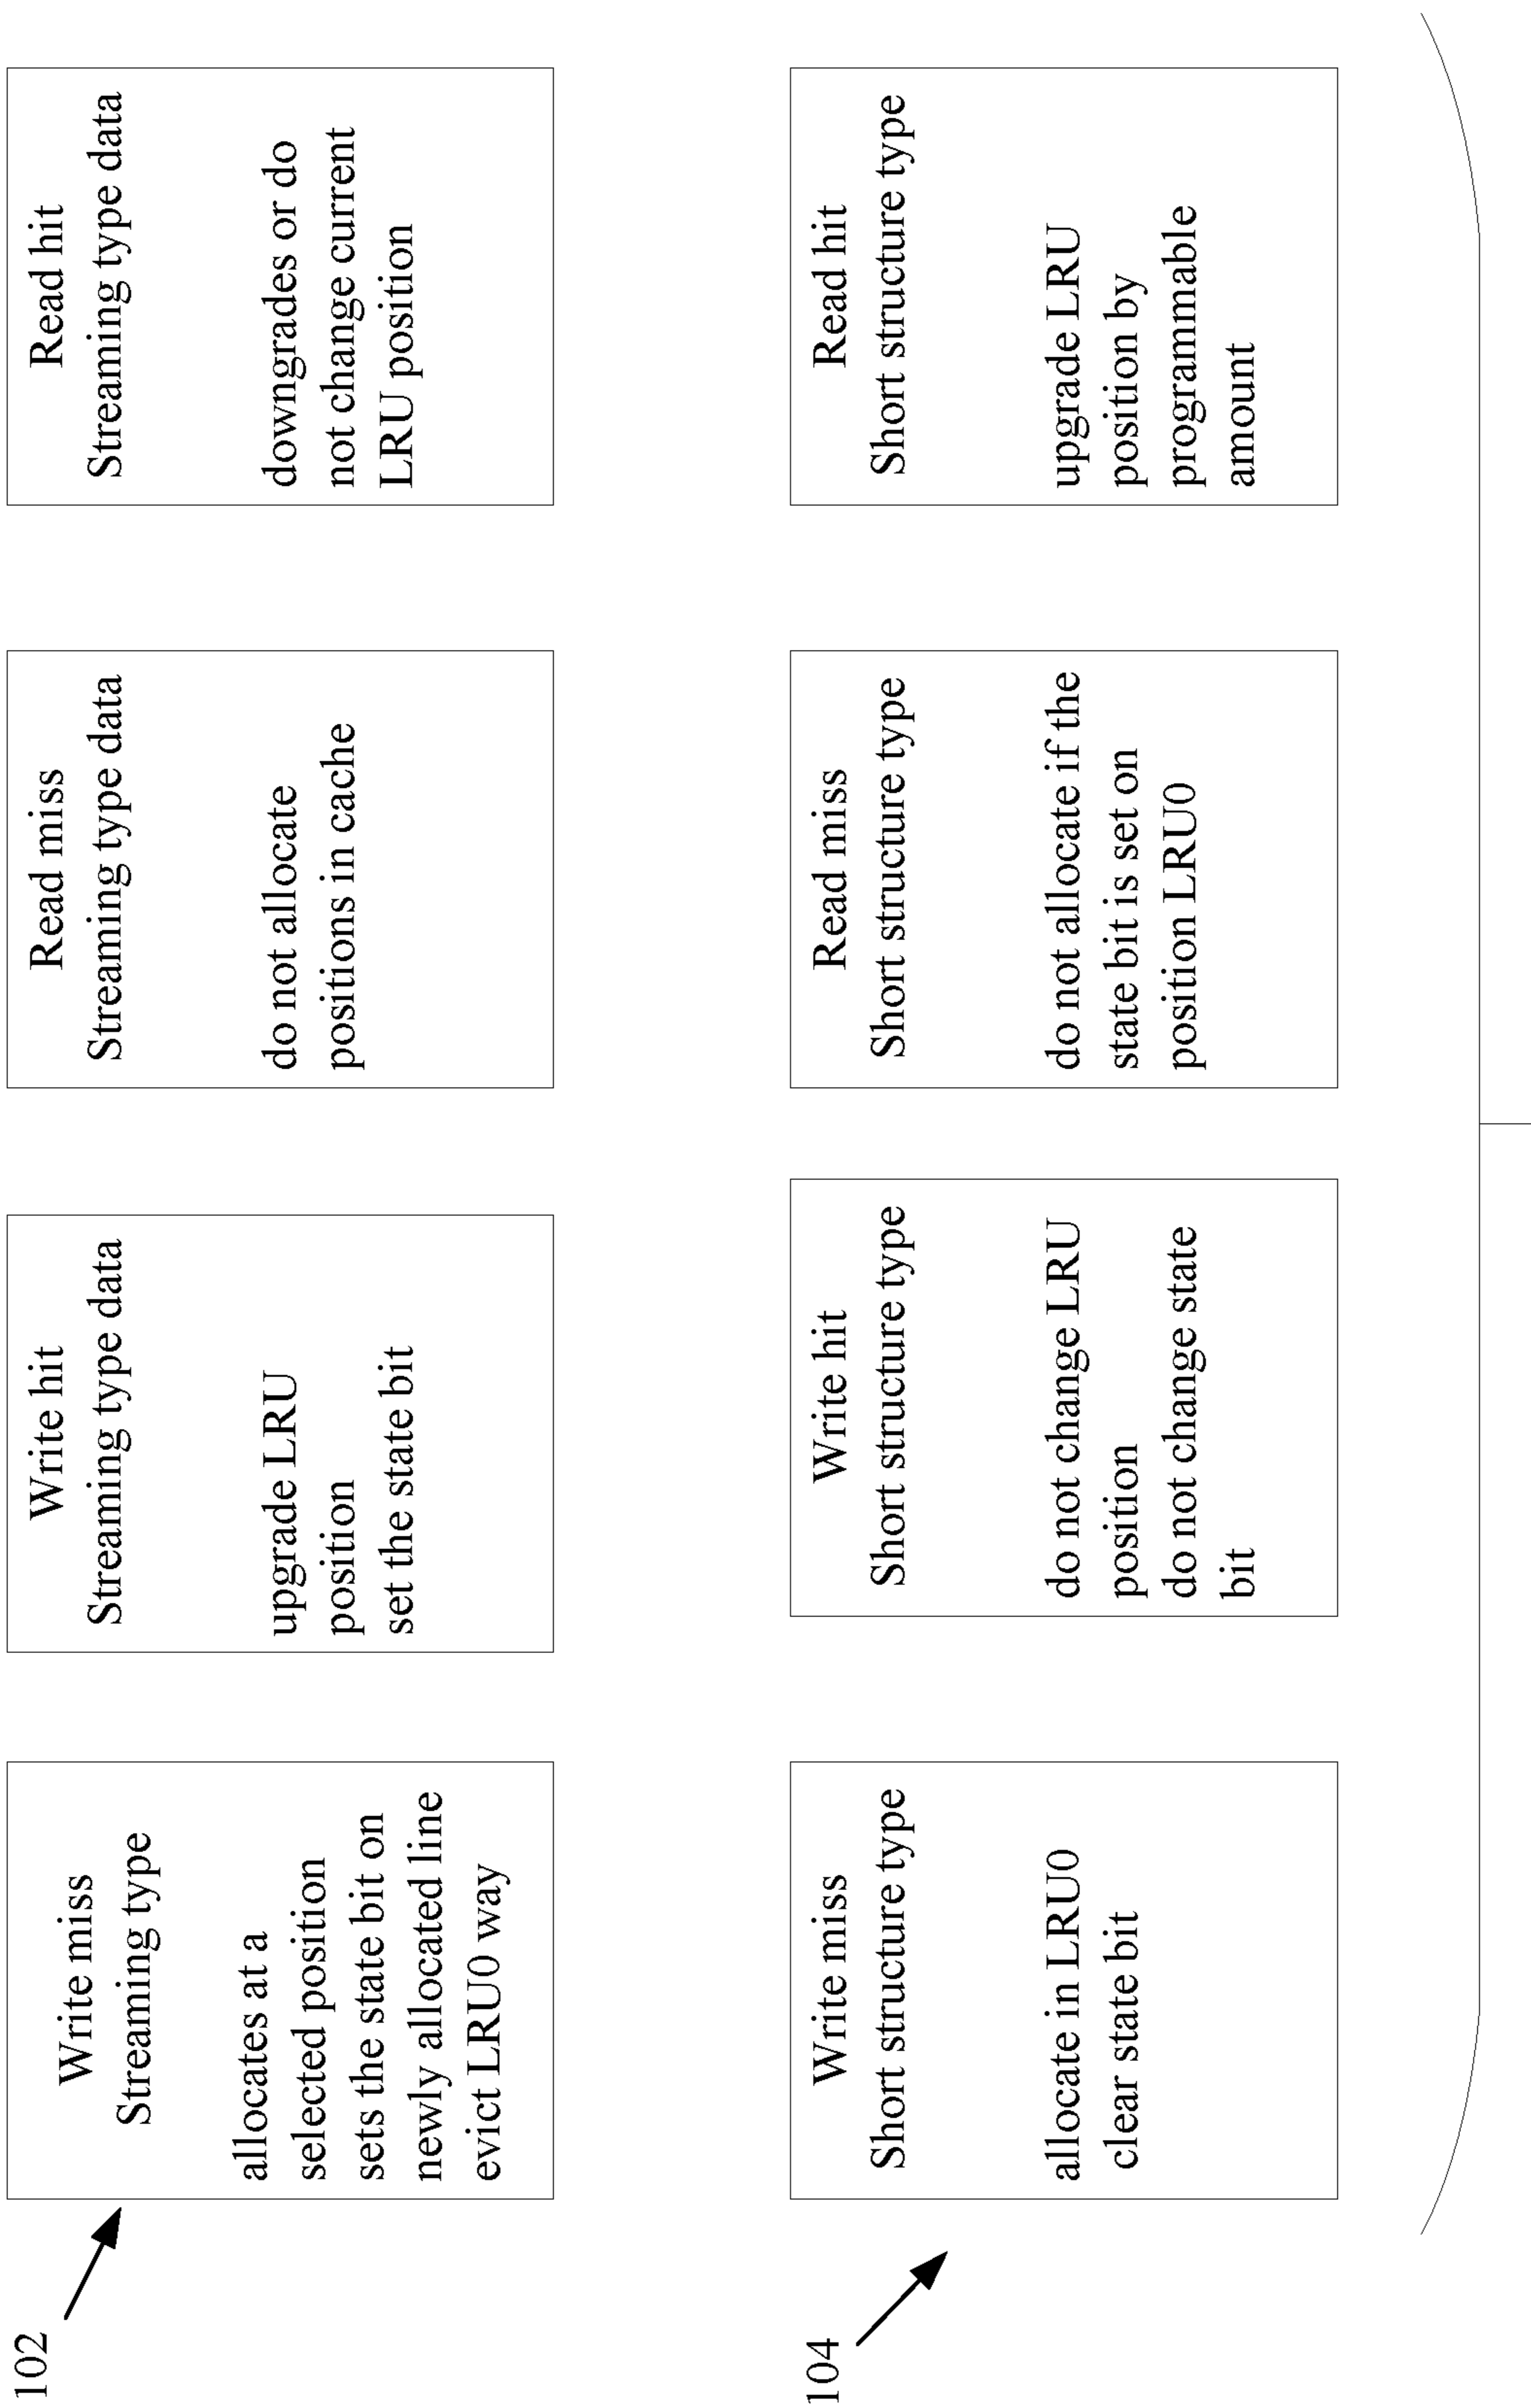 102
Write miss
Streaming type
allocates at a
selected position
sets the state bit on
newly allocated line
evict LRU0 way
Write hit
Streaming type data
upgrade LRU
position
set the state bit
Read miss
Streaming type data
do not allocate
positions in cache
Read hit
Streaming type data
downgrades or do
not change current
LRU position
104
Write miss
Short structure type
allocate in LRU0
clear state bit
Write hit
Short structure type
do not change LRU
position
do not change state
bit
Read miss
Short structure type
do not allocate if the
state bit is set on
position LRU0
Read hit
Short structure type
upgrade LRU
position by
programmable
amount